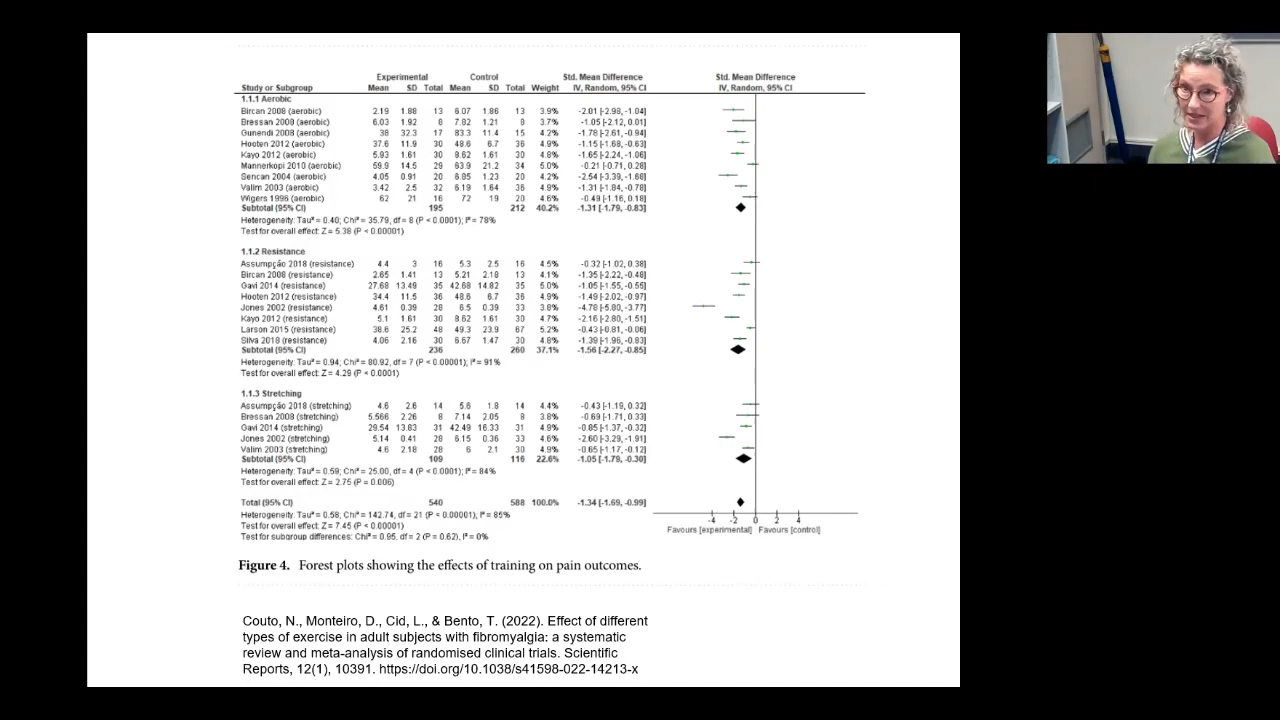 Experimental Control Std. Mean Difference Std. Mean Difference
Study or Subgroup Mean SD Total Mean SD Total Weight IV, Random, 95% CI IV, Random, 95% CI
1.1.1 Aerobic
Bircan 2008 (aerobic) 2.19 1.88 13 6.07 1.86 13 3.9% -2.01 [-2.98, -1.04]
Bressan 2008 (aerobic) 6.03 1.92 8 7.82 1.21 8 3.7% -1.05 [-2.12, 0.01]
Gunendi 2008 (aerobic) 38 32.3 17 83.3 11.4 15 4.2% -1.78 [-2.61, -0.94]
Hooten 2012 (aerobic) 37.6 11.9 30 48.6 6.7 36 4.9% -1.15 [-1.68, -0.63]
Kayo 2012 (aerobic) 5.93 1.61 30 8.62 1.61 30 4.7% -1.65 [-2.24, -1.06]
Mannerkopi 2010 (aerobic) 59.9 14.5 29 63.9 21.2 34 4.9% -0.21 [-0.71, 0.28]
Sencan 2004 (aerobic) 4.05 0.91 20 6.85 1.23 20 4.2% -2.54 [-3.39, -1.68]
Valim 2003 (aerobic) 3.42 2.5 32 6.19 1.64 36 4.9% -1.31 [-1.84, -0.78]
Wigers 1996 (aerobic) 62 21 16 72 19 20 4.6% -0.49 [-1.16, 0.18]
Subtotal (95% CI) 195 212 40.2% -1.31 [-1.79, -0.83]
Heterogeneity: Tau² = 0.40; Chi² = 35.79, df = 8 (P < 0.0001); I² = 78%
Test for overall effect: Z = 5.38 (P < 0.00001)
1.1.2 Resistance
Assumpção 2018 (resistance) 4.4 3 16 5.3 2.5 16 4.5% -0.32 [-1.02, 0.38]
Bircan 2008 (resistance) 2.65 1.41 13 5.21 2.18 13 4.1% -1.35 [-2.22, -0.48]
Gavi 2014 (resistance) 27.68 13.49 35 42.68 14.82 35 4.9% -1.05 [-1.55, -0.55]
Hooten 2012 (resistance) 34.4 11.5 36 48.6 6.7 36 4.9% -1.49 [-2.02, -0.97]
Jones 2002 (resistance) 4.61 0.39 28 6.5 0.39 33 3.8% -4.78 [-5.80, -3.77]
Kayo 2012 (resistance) 5.1 1.61 30 8.62 1.61 30 4.7% -2.16 [-2.80, -1.51]
Larson 2015 (resistance) 38.6 25.2 48 49.3 23.9 67 5.2% -0.43 [-0.81, -0.06]
Silva 2018 (resistance) 4.06 2.16 30 6.67 1.47 30 4.8% -1.39 [-1.96, -0.83]
Subtotal (95% CI) 236 260 37.1% -1.56 [-2.27, -0.85]
Heterogeneity: Tau² = 0.94; Chi² = 80.92, df = 7 (P < 0.00001); I² = 91%
Test for overall effect: Z = 4.29 (P < 0.0001)
1.1.3 Stretching
Assumpção 2018 (stretching) 4.6 2.6 14 5.6 1.8 14 4.4% -0.43 [-1.19, 0.32]
Bressan 2008 (stretching) 5.566 2.26 8 7.14 2.05 8 3.8% -0.69 [-1.71, 0.33]
Gavi 2014 (stretching) 29.54 13.83 31 42.49 16.33 31 4.9% -0.85 [-1.37, -0.32]
Jones 2002 (stretching) 5.14 0.41 28 6.15 0.36 33 4.6% -2.60 [-3.29, -1.91]
Valim 2003 (stretching) 4.6 2.18 28 6 2.1 30 4.9% -0.65 [-1.17, -0.12]
Subtotal (95% CI) 109 116 22.6% -1.05 [-1.79, -0.30]
Heterogeneity: Tau² = 0.59; Chi² = 25.00, df = 4 (P < 0.0001); I² = 84%
Test for overall effect: Z = 2.75 (P = 0.006)
Total (95% CI) 540 588 100.0% -1.34 [-1.69, -0.99]
Heterogeneity: Tau² = 0.58; Chi² = 142.74, df = 21 (P < 0.00001); I² = 85%
Test for overall effect: Z = 7.45 (P < 0.00001)
Test for subgroup differences: Chi² = 0.95, df = 2 (P = 0.62), I² = 0%
-4 -2 0 2 4
Favours [experimental] Favours [control]
Figure 4. Forest plots showing the effects of training on pain outcomes.
Couto, N., Monteiro, D., Cid, L., & Bento, T. (2022). Effect of different
types of exercise in adult subjects with fibromyalgia: a systematic
review and meta-analysis of randomised clinical trials. Scientific
Reports, 12(1), 10391. https://doi.org/10.1038/s41598-022-14213-x